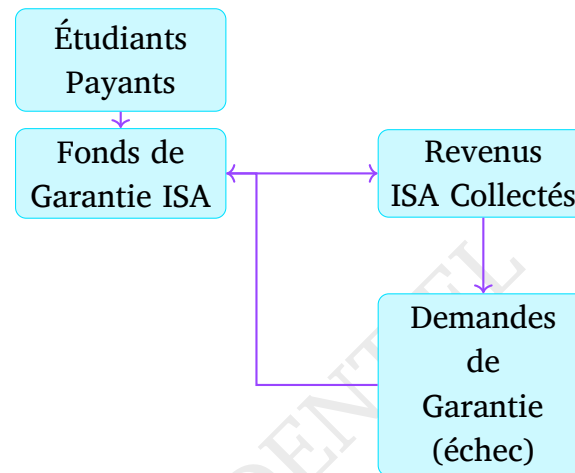 Étudiants
Payants
Fonds de
Garantie ISA
Revenus
ISA Collectés
Demandes
de
Garantie
(échec)